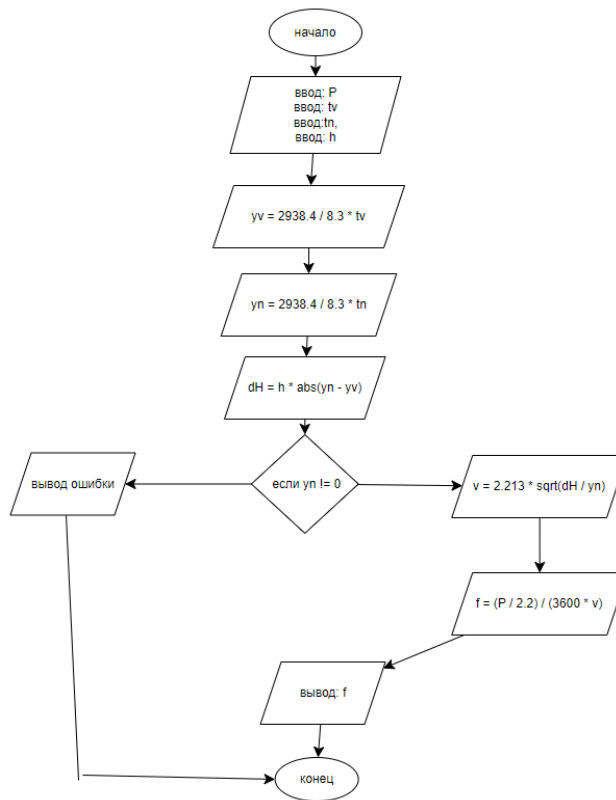 начало
ввод: P
ввод: tv
ввод:tn,
ввод: h
yv = 2938.4 / 8.3 * tv
yn = 2938.4 / 8.3 * tn
dH = h * abs(yn - yv)
вывод ошибки
если yn != 0
v = 2.213 * sqrt(dH / yn)
f = (P / 2.2) / (3600 * v)
вывод: f
конец